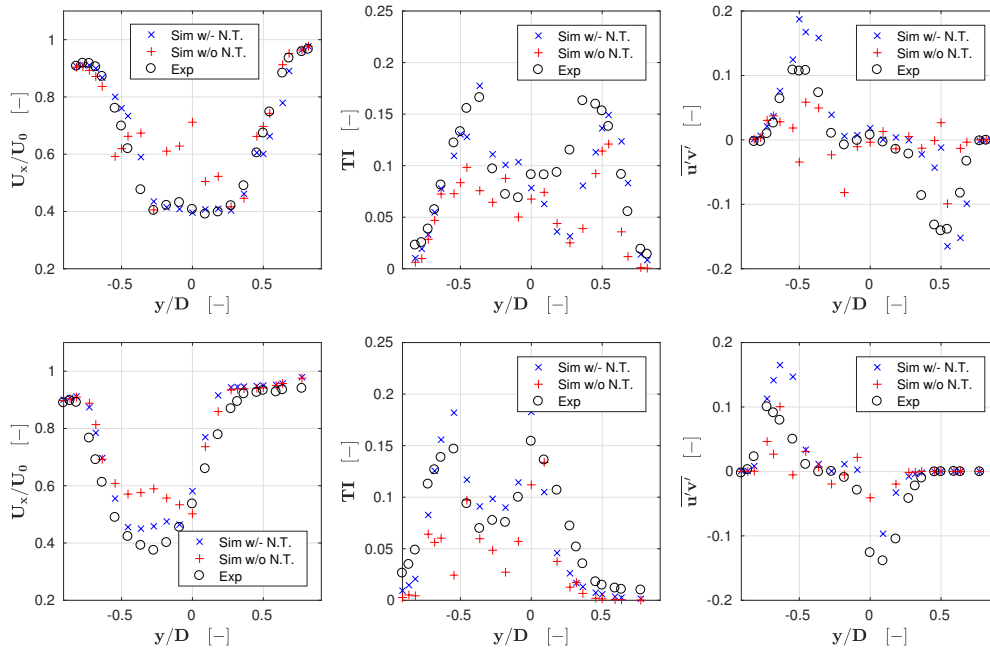 Sim w/- N.T.
Sim w/o N.T.
Exp
1
0.8
0.6
0.4
0.2
-0.5
0
0.5
U_x/U_0 [−]
y/D [−]
Sim w/- N.T.
Sim w/o N.T.
Exp
0.2
0.15
0.1
0.05
0
-0.5
0
0.5
TI [−]
y/D [−]
Sim w/- N.T.
Sim w/o N.T.
Exp
0.2
0.1
0
-0.1
-0.2
-0.5
0
0.5
u′v′ [−]
y/D [−]
Sim w/- N.T.
Sim w/o N.T.
Exp
1
0.8
0.6
0.4
0.2
-0.5
0
0.5
U_x/U_0 [−]
y/D [−]
Sim w/- N.T.
Sim w/o N.T.
Exp
0.2
0.15
0.1
0.05
0
-0.5
0
0.5
TI [−]
y/D [−]
Sim w/- N.T.
Sim w/o N.T.
Exp
0.2
0.1
0
-0.1
-0.2
-0.5
0
0.5
u′v′ [−]
y/D [−]